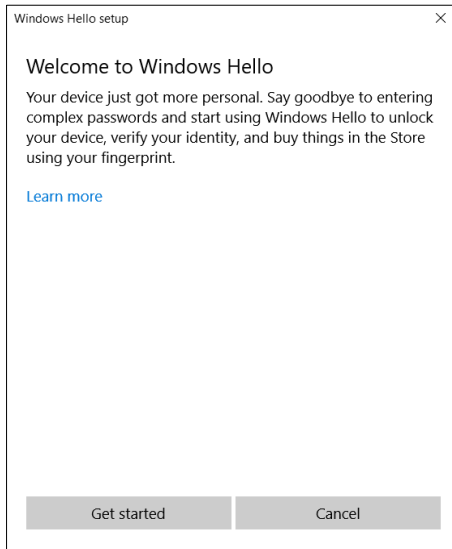 Windows Hello setup
Welcome to Windows Hello
Your device just got more personal. Say goodbye to entering
complex passwords and start using Windows Hello to unlock
your device, verify your identity, and buy things in the Store
using your fingerprint.
Learn more
Get started
Cancel